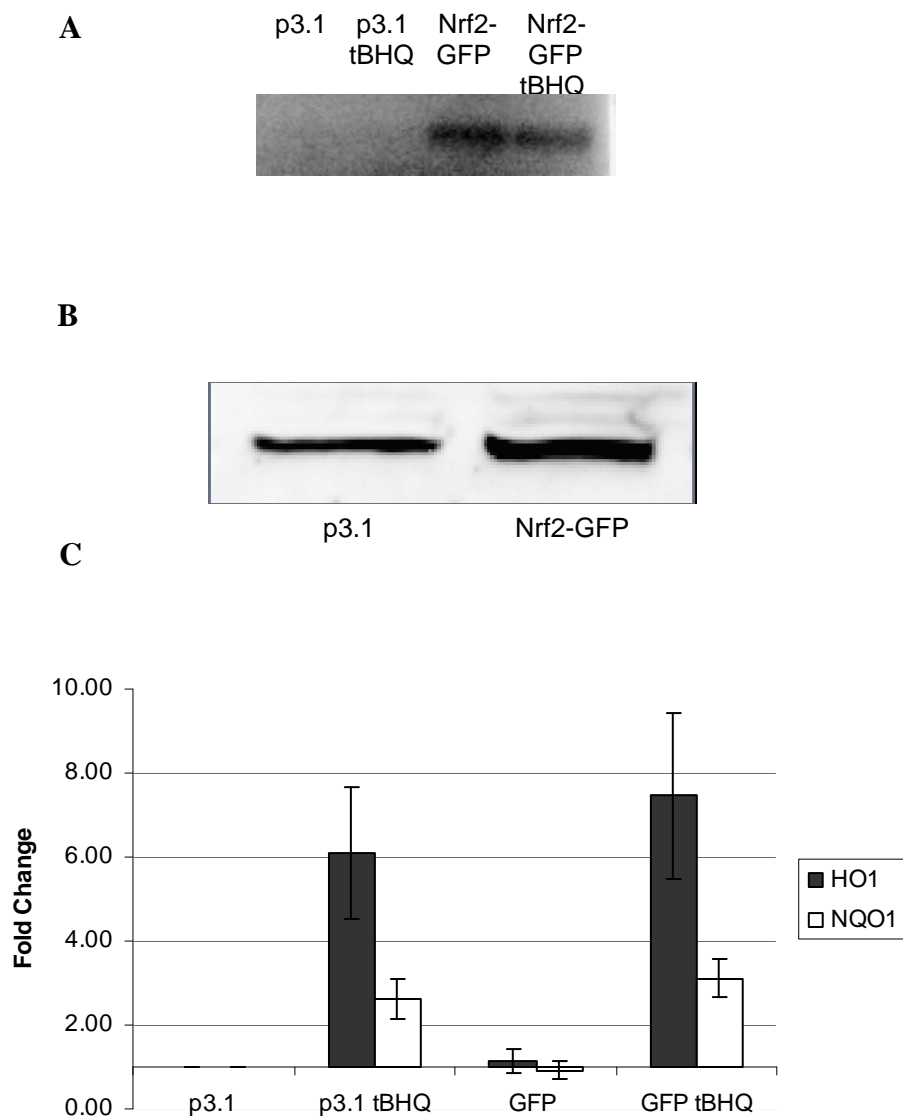 A
p3.1
p3.1
tBHQ
Nrf2-
GFP
Nrf2-
GFP
tBHQ
B
p3.1
Nrf2-GFP
C
Fold Change
10.00
8.00
6.00
4.00
2.00
0.00
p3.1
p3.1 tBHQ
GFP
GFP tBHQ
HO1
NQO1